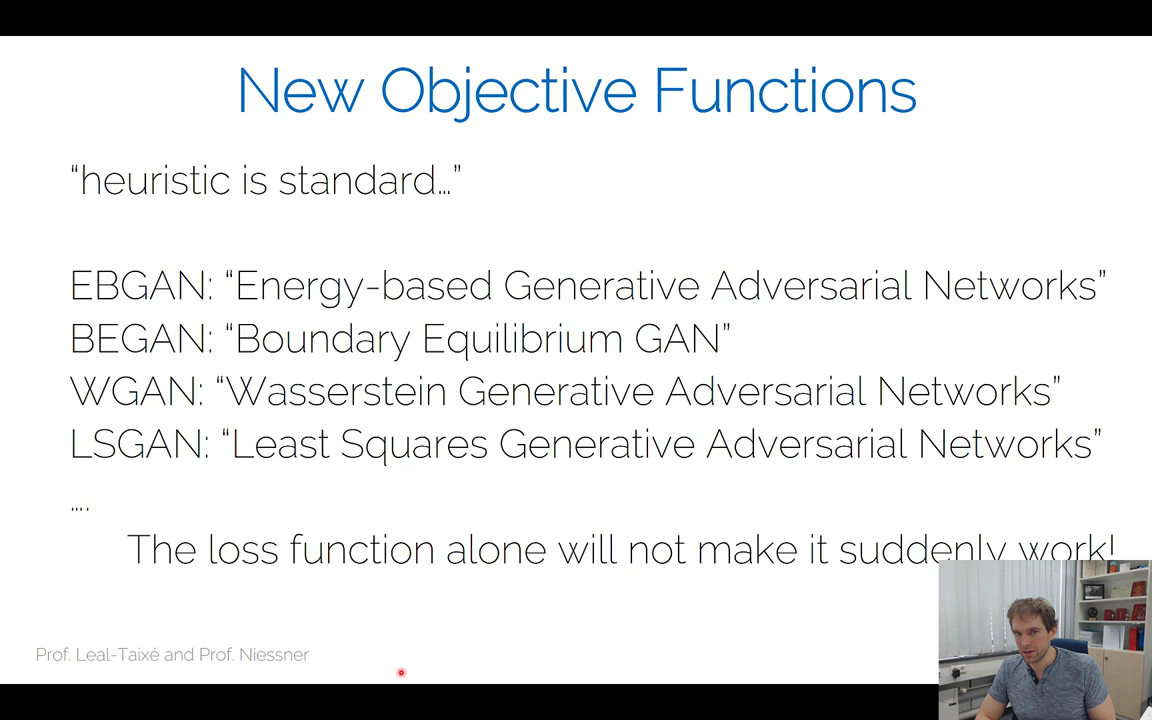 New Objective Functions
“heuristic is standard…”
EBGAN: “Energy-based Generative Adversarial Networks”
BEGAN: “Boundary Equilibrium GAN”
WGAN: “Wasserstein Generative Adversarial Networks”
LSGAN: “Least Squares Generative Adversarial Networks”
….
The loss function alone will not make it suddenly work!
Prof. Leal-Taixé and Prof. Niessner